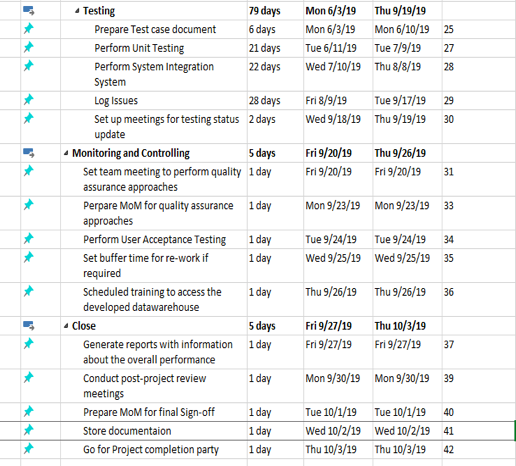 Testing 79 days Mon 6/3/19 Thu 9/19/19
Prepare Test case document 6 days Mon 6/3/19 Mon 6/10/19 25
Perform Unit Testing 21 days Tue 6/11/19 Tue 7/9/19 27
Perform System Integration 22 days Wed 7/10/19 Thu 8/8/19 28
System
Log Issues 28 days Fri 8/9/19 Tue 9/17/19 29
Set up meetings for testing status 2 days Wed 9/18/19 Thu 9/19/19 30
update
Monitoring and Controlling 5 days Fri 9/20/19 Thu 9/26/19
Set team meeting to perform quality 1 day Fri 9/20/19 Fri 9/20/19 31
assurance approaches
Perpare MoM for quality assurance 1 day Mon 9/23/19 Mon 9/23/19 33
approaches
Perform User Acceptance Testing 1 day Tue 9/24/19 Tue 9/24/19 34
Set buffer time for re-work if 1 day Wed 9/25/19 Wed 9/25/19 35
required
Scheduled training to access the 1 day Thu 9/26/19 Thu 9/26/19 36
developed datawarehouse
Close 5 days Fri 9/27/19 Thu 10/3/19
Generate reports with information 1 day Fri 9/27/19 Fri 9/27/19 37
about the overall performance
Conduct post-project review 1 day Mon 9/30/19 Mon 9/30/19 39
meetings
Prepare MoM for final Sign-off 1 day Tue 10/1/19 Tue 10/1/19 40
Store documentaion 1 day Wed 10/2/19 Wed 10/2/19 41
Go for Project completion party 1 day Thu 10/3/19 Thu 10/3/19 42